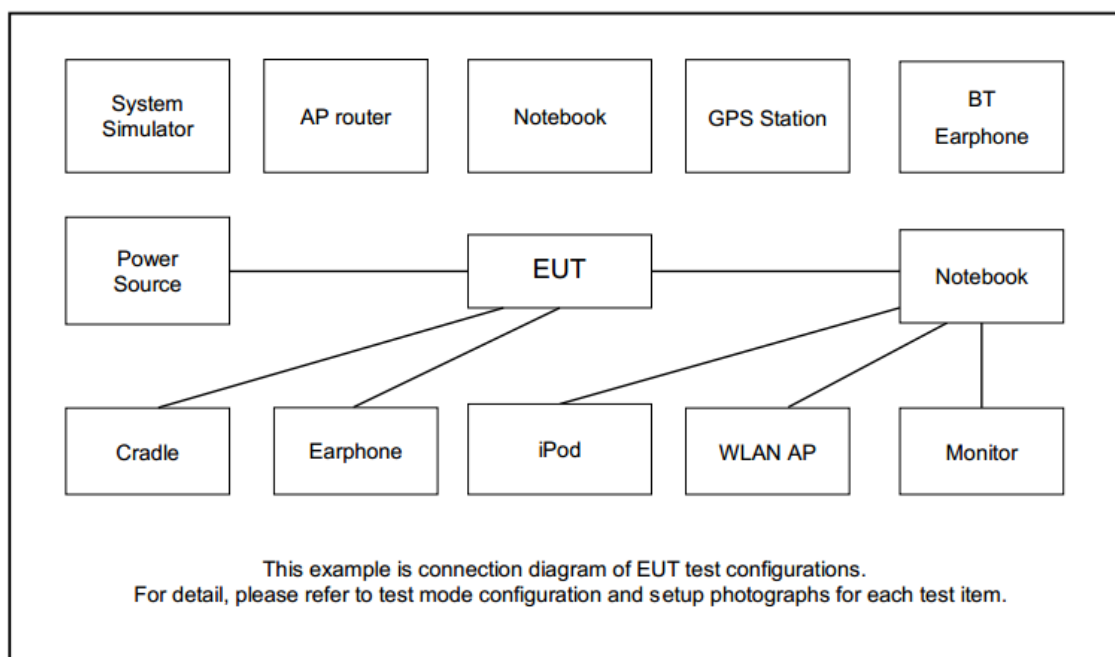 System
Simulator
AP router
Notebook
GPS Station
BT
Earphone
Power
Source
EUT
Notebook
Cradle
Earphone
iPod
WLAN AP
Monitor
This example is connection diagram of EUT test configurations.
For detail, please refer to test mode configuration and setup photographs for each test item.